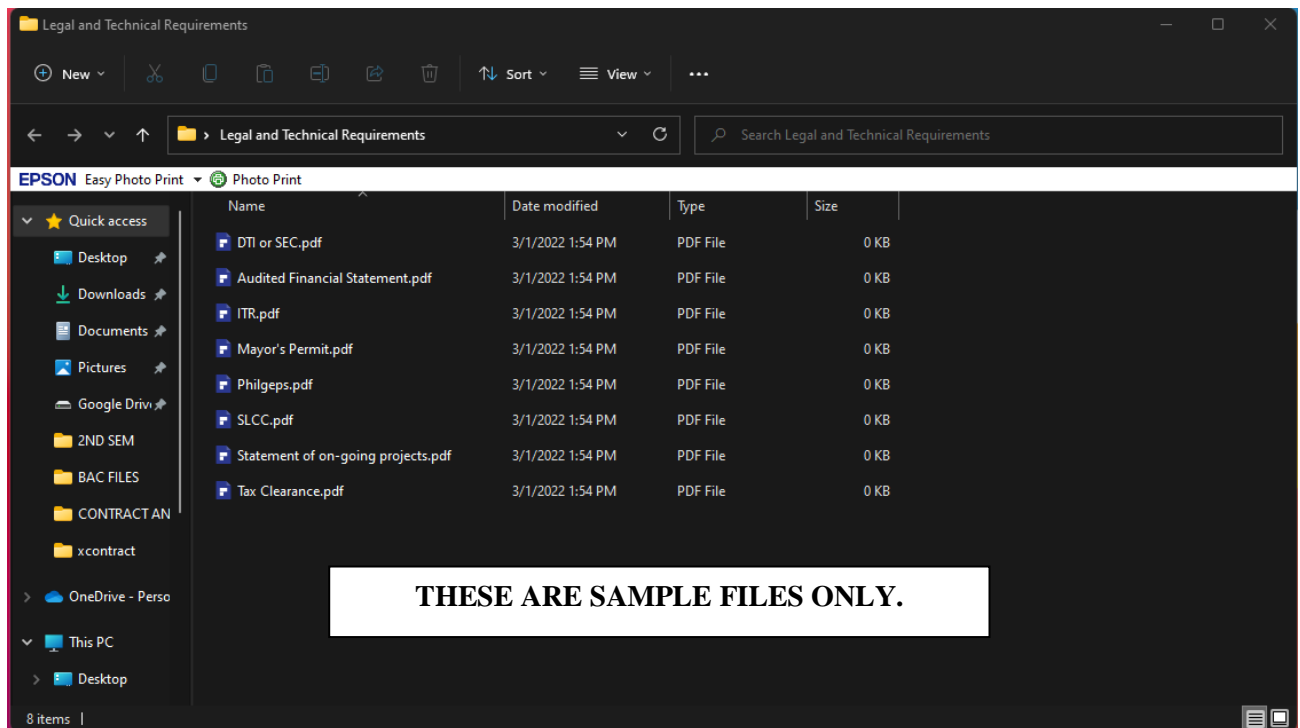 Legal and Technical Requirements
New Sort View
Legal and Technical Requirements Search Legal and Technical Requirements
EPSON Easy Photo Print Photo Print
Name Date modified Type Size
Quick access
Desktop
Downloads
Documents
Pictures
Google Driv
2ND SEM
BAC FILES
CONTRACT AN
xcontract
OneDrive - Perso
This PC
Desktop
DTI or SEC.pdf 3/1/2022 1:54 PM PDF File 0 KB
Audited Financial Statement.pdf 3/1/2022 1:54 PM PDF File 0 KB
ITR.pdf 3/1/2022 1:54 PM PDF File 0 KB
Mayor's Permit.pdf 3/1/2022 1:54 PM PDF File 0 KB
Philgeps.pdf 3/1/2022 1:54 PM PDF File 0 KB
SLCC.pdf 3/1/2022 1:54 PM PDF File 0 KB
Statement of on-going projects.pdf 3/1/2022 1:54 PM PDF File 0 KB
Tax Clearance.pdf 3/1/2022 1:54 PM PDF File 0 KB
THESE ARE SAMPLE FILES ONLY.
8 items